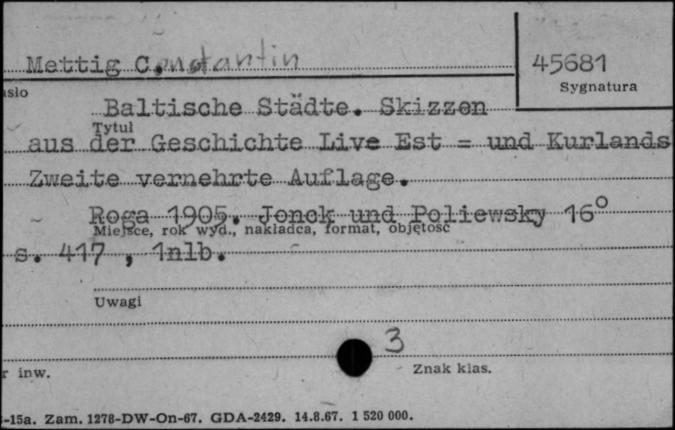 Mettig Constantin
45681
Sygnatura
asło
Baltische Städte. Skizzen
Tytuł
aus der Geschichte Live Est = und Kurlands
Zweite vernehrte Auflage.
Roga 1905. Jonck und Poliewsky 16°
Miejsce, rok wyd., nakładca, format, objętość
s. 417 , 1nlb.
Uwagi
3
r inw.
Znak klas.
-15a. Zam. 1278-DW-On-67. GDA-2429. 14.8.67. 1 520 000.